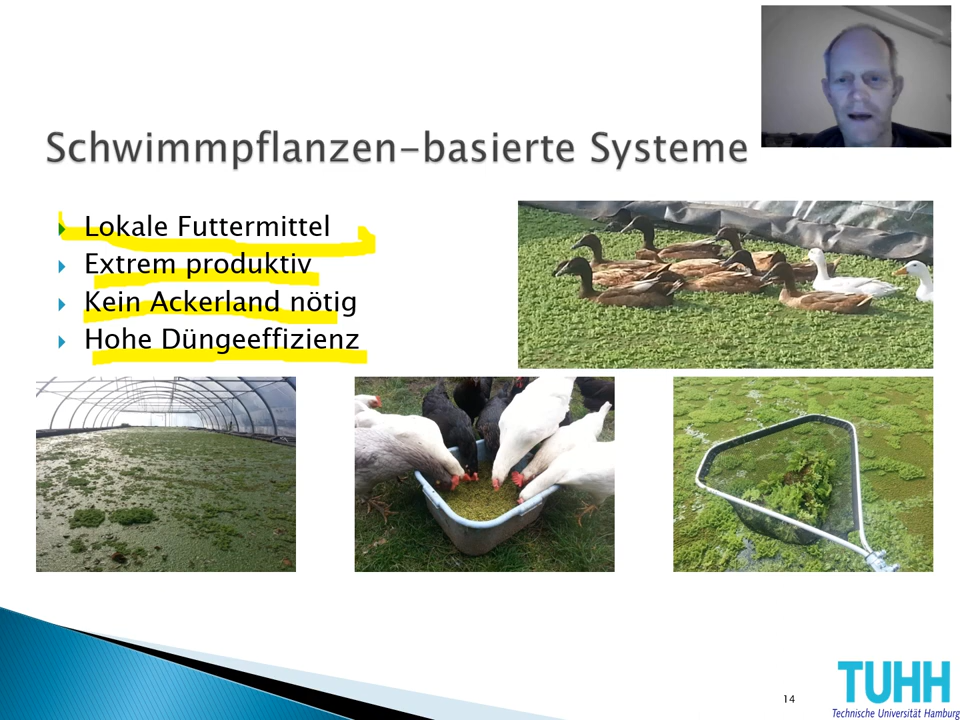 Schwimmpflanzen-basierte Systeme
Lokale Futtermittel
Extrem produktiv
Kein Ackerland nötig
Hohe Düngeeffizienz
14
TUHH
Technische Universität Hamburg